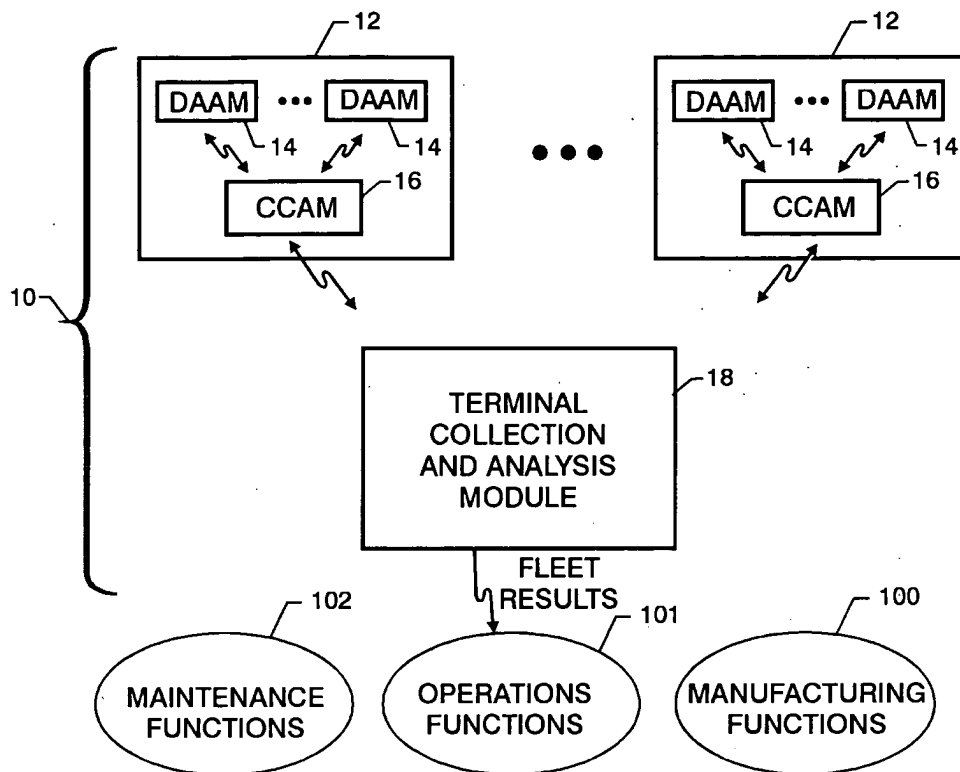 12 12
DAAM ••• DAAM DAAM ••• DAAM
14 14 14 14
16 16
CCAM CCAM
10
18
TERMINAL
COLLECTION
AND ANALYSIS
MODULE
FLEET
RESULTS
102 101 100
MAINTENANCE OPERATIONS MANUFACTURING
FUNCTIONS FUNCTIONS FUNCTIONS